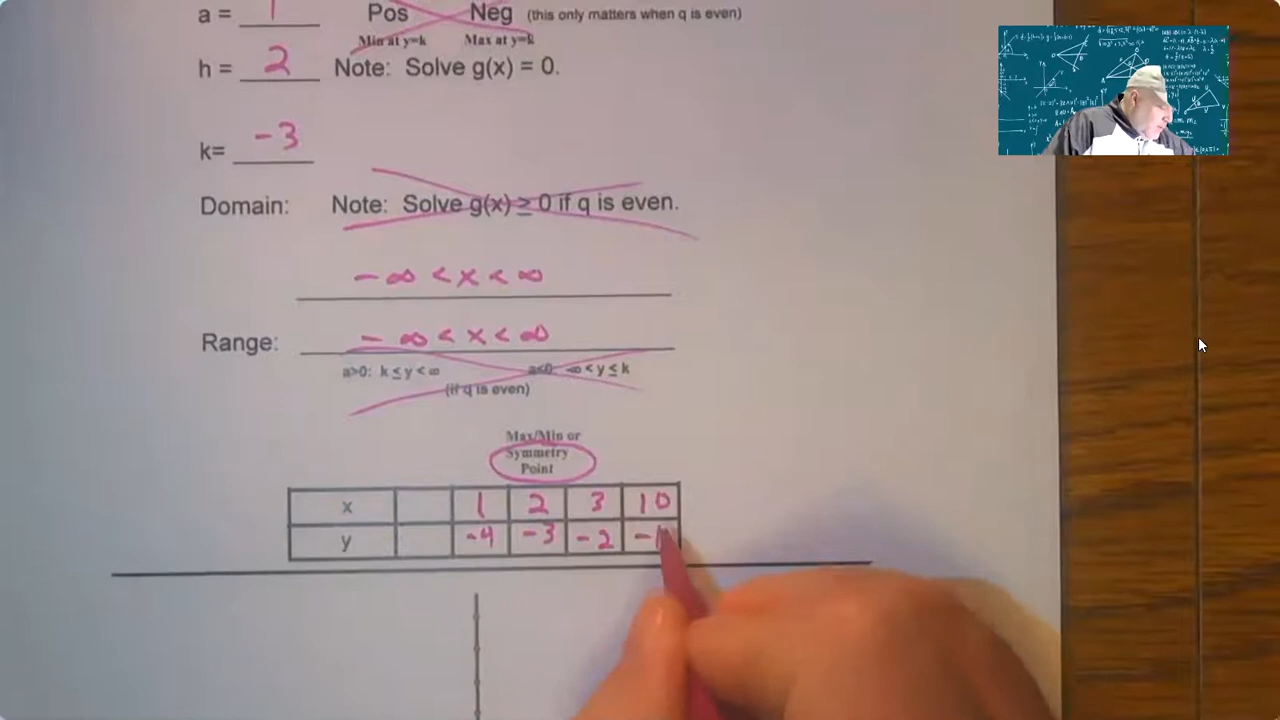 a = 1 Pos Neg (this only matters when q is even)
Min at y=k Max at y=k
h = 2 Note: Solve g(x) = 0.
k= -3
Domain: Note: Solve g(x) ≥ 0 if q is even.
-∞ < x < ∞
Range: -∞ < x < ∞
a>0: k ≤ y < ∞ a<0: -∞ < y ≤ k
(if q is even)
Max/Min or
Symmetry
Point
x 1 2 3 10
y -4 -3 -2 -1